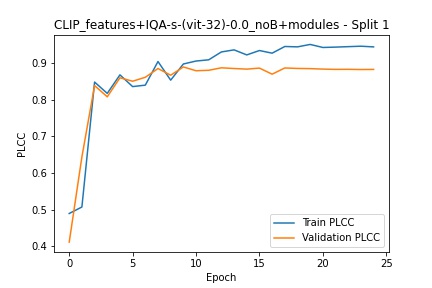 CLIP_features+IQA-s-(vit-32)-0.0_noB+modules - Split 1
PLCC
0.9
0.8
0.7
0.6
0.5
0.4
Train PLCC
Validation PLCC
0 5 10 15 20 25
Epoch